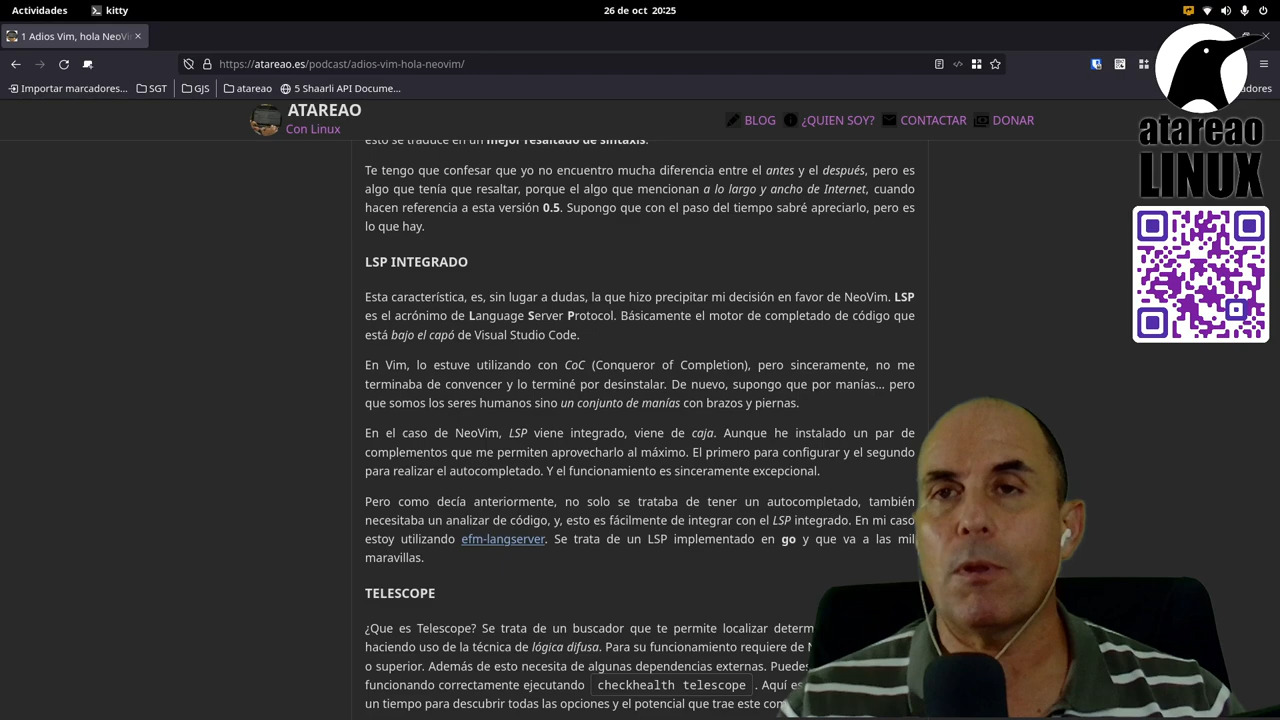 Actividades
kitty
26 de oct 20:25
1 Adios Vim, hola NeoVi
https://atareao.es/podcast/adios-vim-hola-neovim/
Importar marcadores...
SGT
GJS
atareao
5 Shaarli API Docume...
adores
ATAREAO
Con Linux
BLOG
¿QUIEN SOY?
CONTACTAR
DONAR
atareao
LINUX
esto se traduce en un mejor resaltado de sintaxis.
Te tengo que confesar que yo no encuentro mucha diferencia entre el antes y el después, pero es
algo que tenía que resaltar, porque el algo que mencionan a lo largo y ancho de Internet, cuando
hacen referencia a esta versión 0.5. Supongo que con el paso del tiempo sabré apreciarlo, pero es
lo que hay.
LSP INTEGRADO
Esta característica, es, sin lugar a dudas, la que hizo precipitar mi decisión en favor de NeoVim. LSP
es el acrónimo de Language Server Protocol. Básicamente el motor de completado de código que
está bajo el capó de Visual Studio Code.
En Vim, lo estuve utilizando con CoC (Conqueror of Completion), pero sinceramente, no me
terminaba de convencer y lo terminé por desinstalar. De nuevo, supongo que por manías... pero
que somos los seres humanos sino un conjunto de manías con brazos y piernas.
En el caso de NeoVim, LSP viene integrado, viene de caja. Aunque he instalado un par de
complementos que me permiten aprovecharlo al máximo. El primero para configurar y el segundo
para realizar el autocompletado. Y el funcionamiento es sinceramente excepcional.
Pero como decía anteriormente, no solo se trataba de tener un autocompletado, también
necesitaba un analizar de código, y, esto es fácilmente de integrar con el LSP integrado. En mi caso
estoy utilizando efm-langserver. Se trata de un LSP implementado en go y que va a las mil
maravillas.
TELESCOPE
¿Que es Telescope? Se trata de un buscador que te permite localizar determ
haciendo uso de la técnica de lógica difusa. Para su funcionamiento requiere de N
o superior. Además de esto necesita de algunas dependencias externas. Puedes
funcionando correctamente ejecutando checkhealth telescope. Aquí es
un tiempo para descubrir todas las opciones y el potencial que trae este com